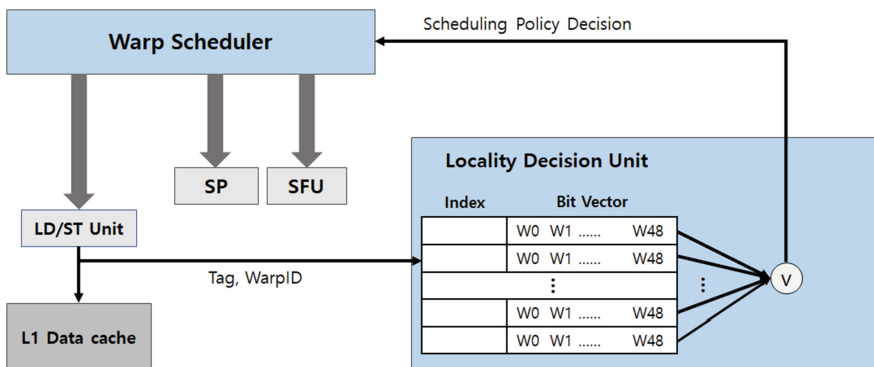 Scheduling Policy Decision
Warp Scheduler
Locality Decision Unit
SP
SFU
Index
Bit Vector
LD/ST Unit
W0 W1 ...... W48
W0 W1 ...... W48
Tag, WarpID
⋮
⋮
V
W0 W1 ...... W48
L1 Data cache
W0 W1 ...... W48